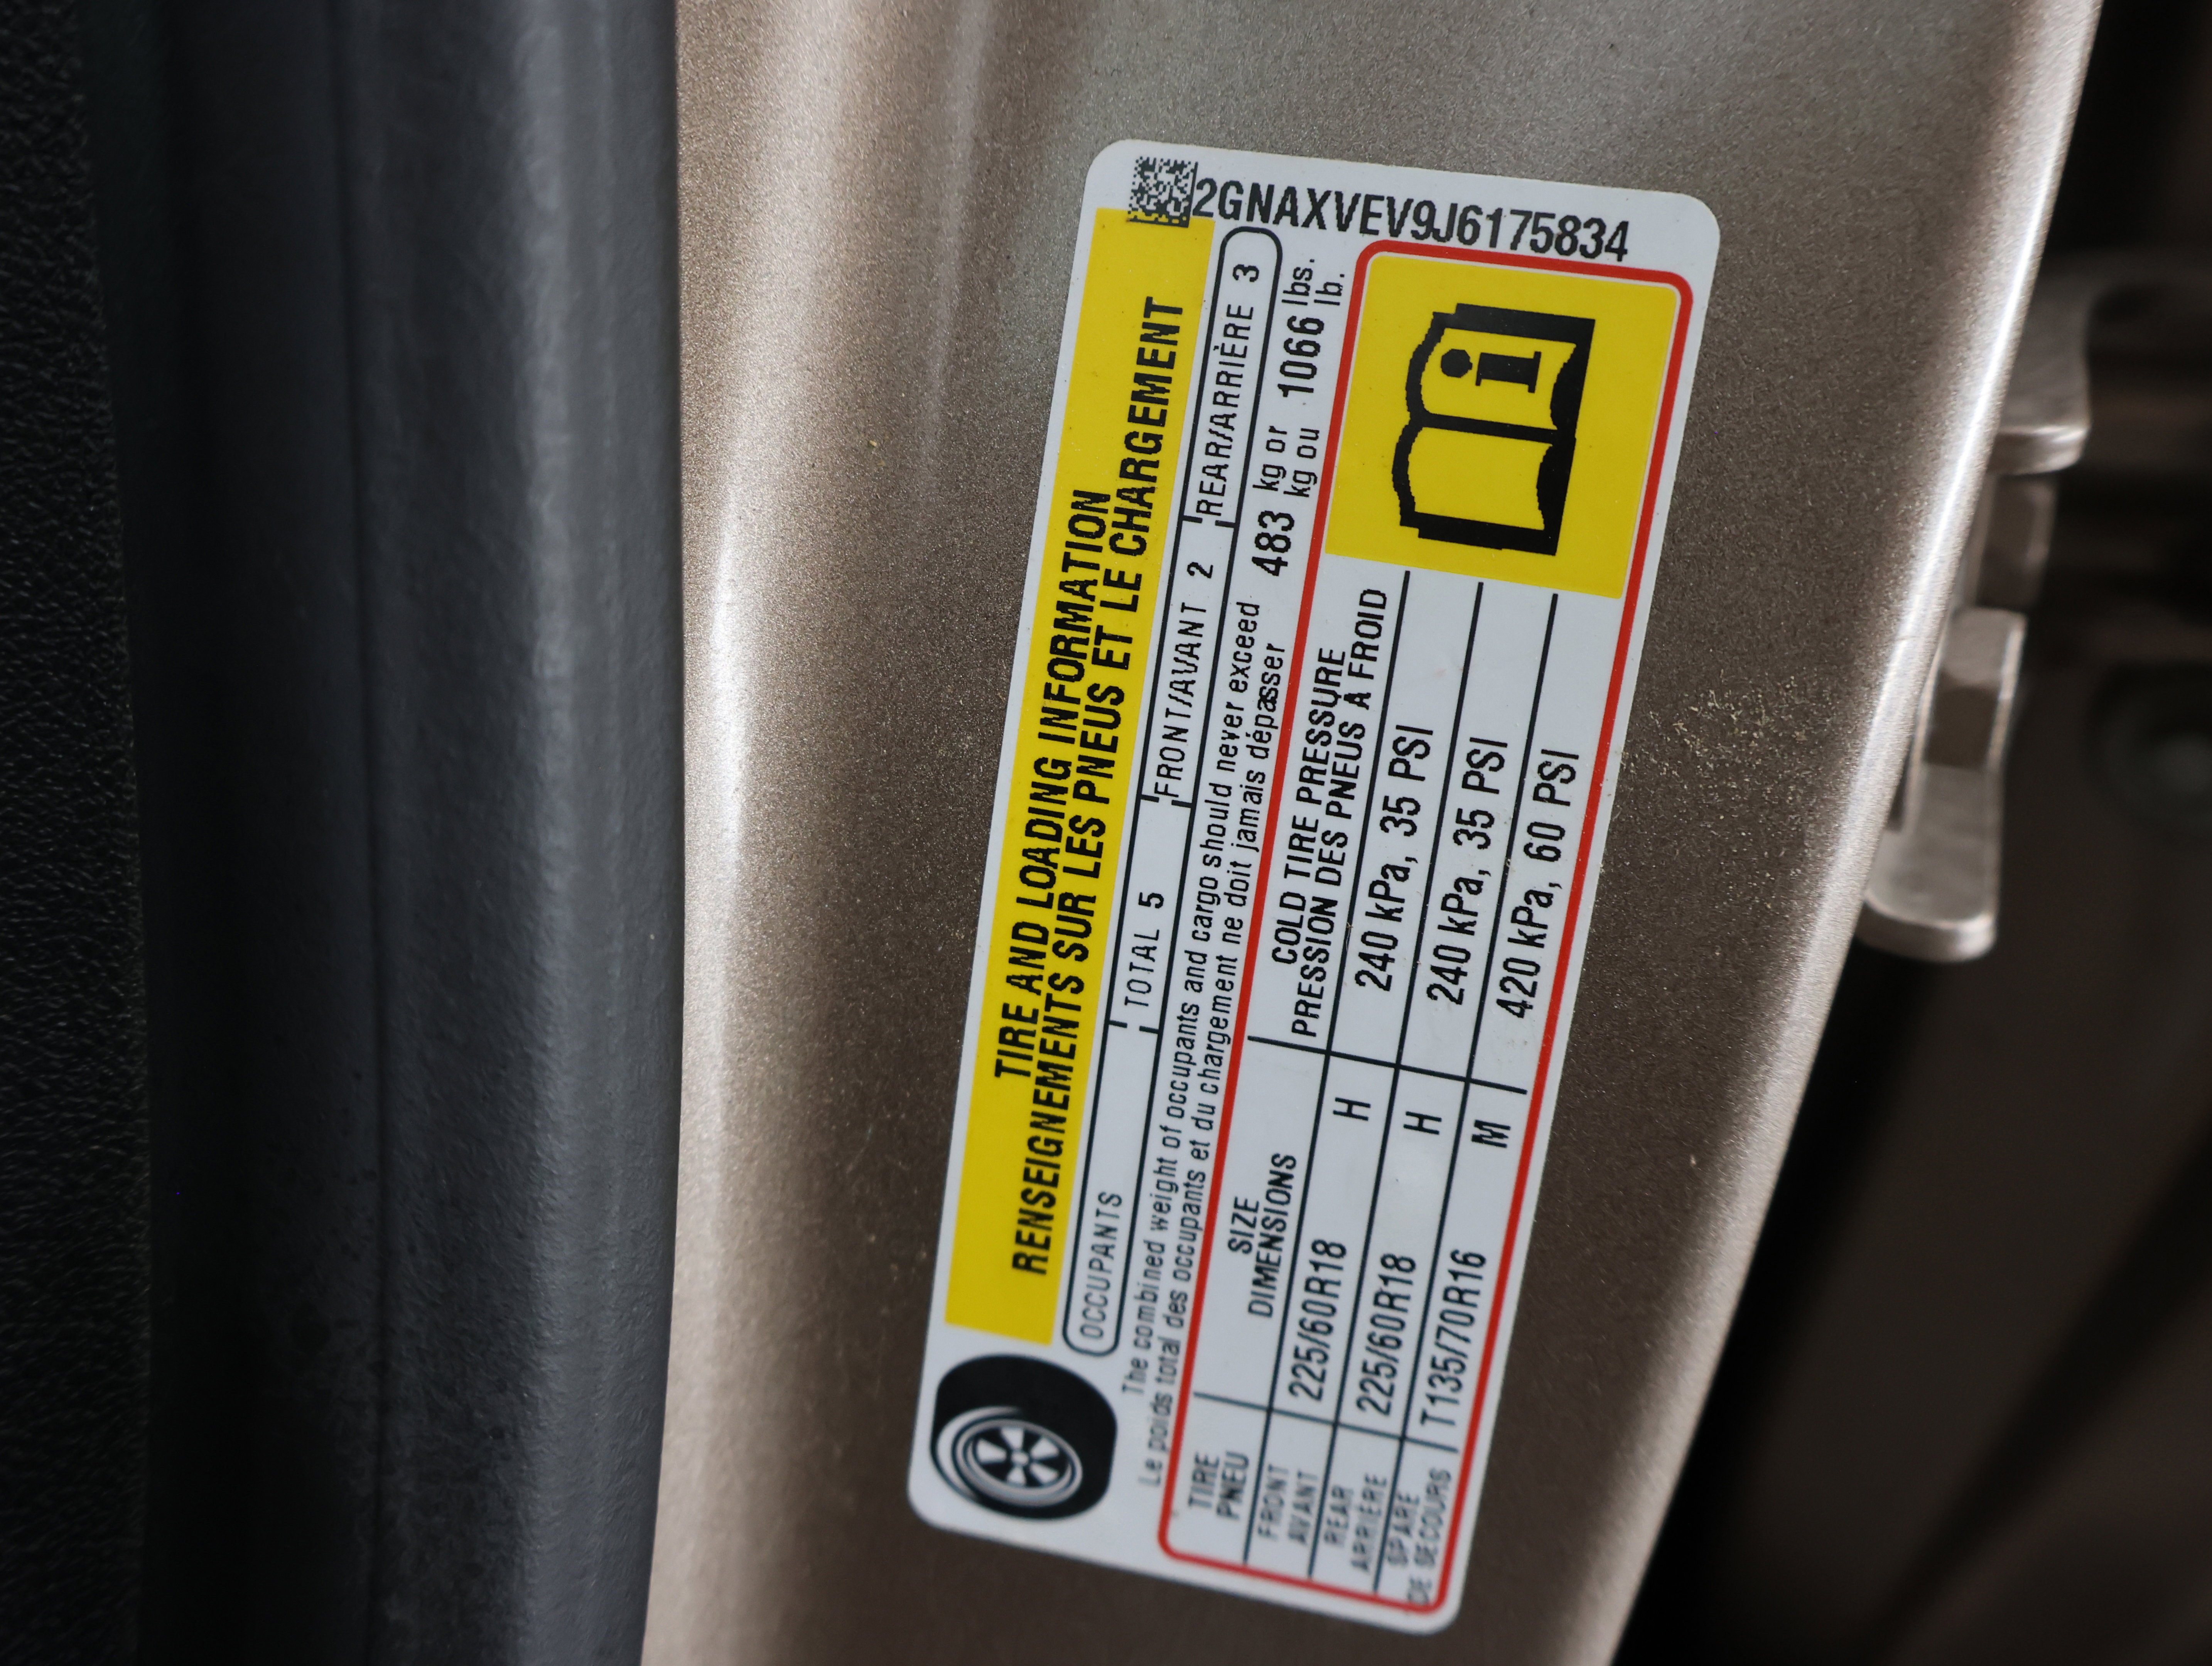 2GNAXVEV9J6175834
TIRE AND LOADING INFORMATION
RENSEIGNEMENTS SUR LES PNEUS ET LE CHARGEMENT
OCCUPANTS TOTAL 5 FRONT/AVANT 2 REAR/ARRIÈRE 3
The combined weight of occupants and cargo should never exceed 483 kg or 1066 lbs.
Le poids total des occupants et du chargement ne doit jamais dépasser kg ou lb.
TIRE SIZE COLD TIRE PRESSURE
PNEU DIMENSIONS PRESSION DES PNEUS À FROID
FRONT AVANT 225/60R18 H 240 kPa, 35 PSI
REAR ARRIÈRE 225/60R18 H 240 kPa, 35 PSI
SPARE DE SECOURS T135/70R16 M 420 kPa, 60 PSI
i